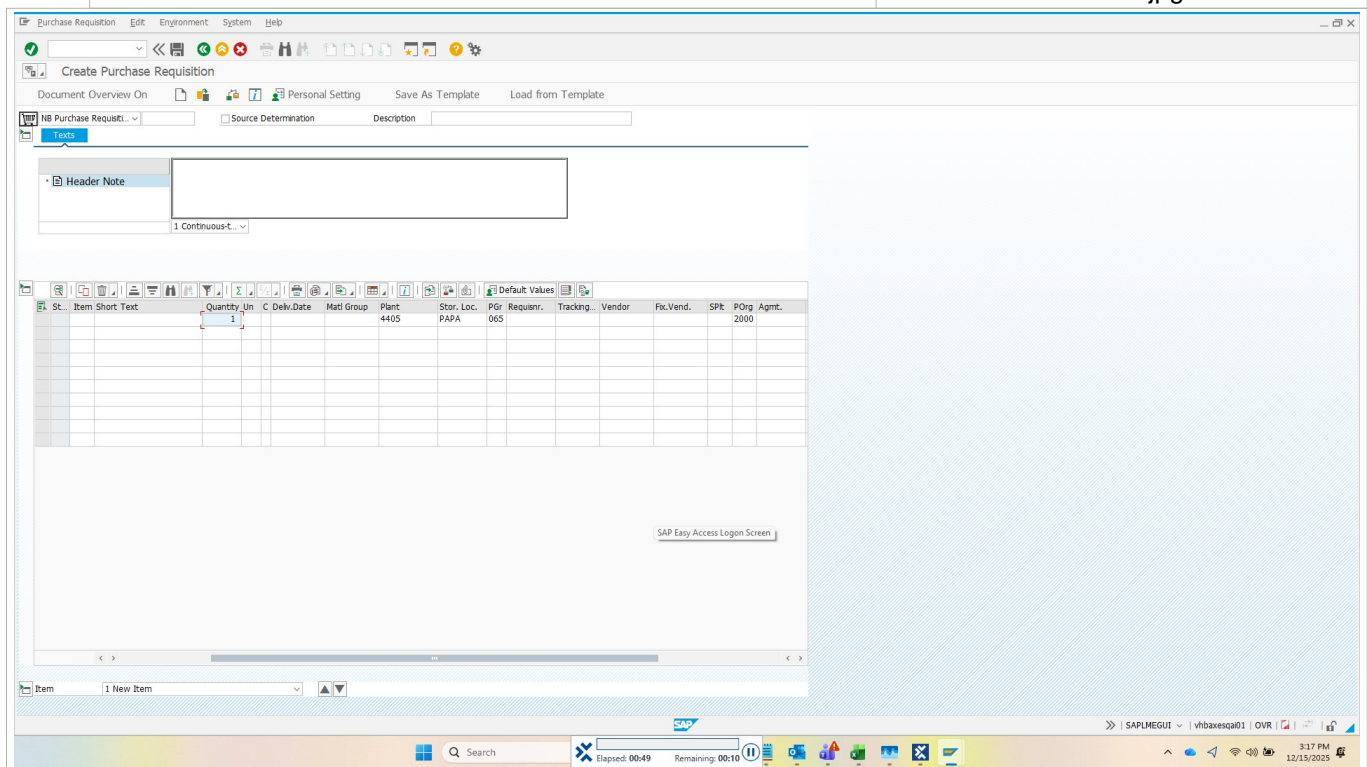 jpg
Purchase Requisition Edit Environment System Help
Create Purchase Requisition
Document Overview On Personal Setting Save As Template Load from Template
NB Purchase Requisiti... Source Determination Description
Texts
Header Note
1 Continuous-t...
Default Values
St... Item Short Text Quantity Un C Deliv.Date Matl Group Plant Stor. Loc. PGr Requisnr. Tracking... Vendor Fix.Vend. SPlt POrg Agmt.
1 4405 PAPA 065 2000
SAP Easy Access Logon Screen
Item 1 New Item
SAP
SAPLMEGUI vhbaxesqai01 OVR
Search
Elapsed: 00:49 Remaining: 00:10
3:17 PM
12/15/2025